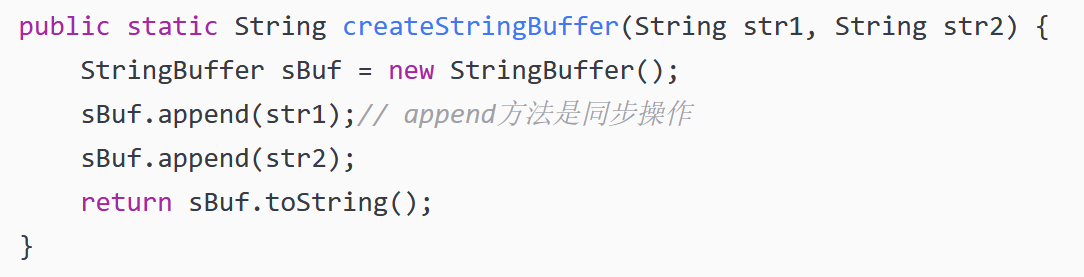 public static String createStringBuffer(String str1, String str2) {
    StringBuffer sBuf = new StringBuffer();
    sBuf.append(str1);// append方法是同步操作
    sBuf.append(str2);
    return sBuf.toString();
}